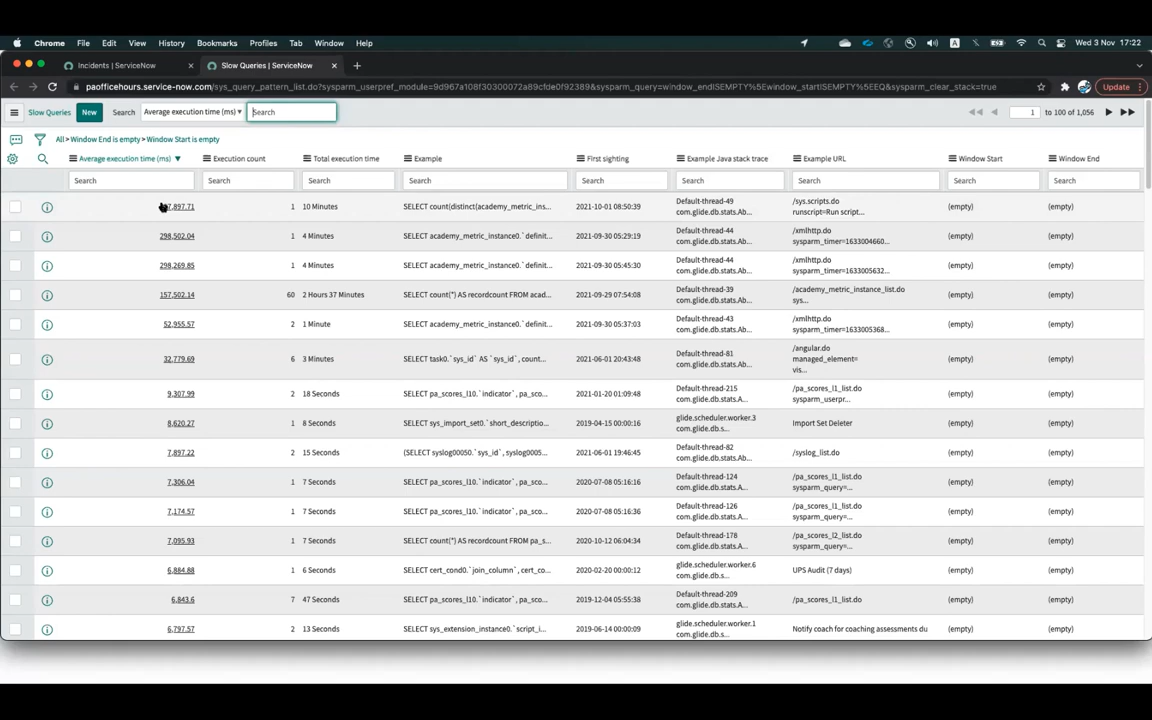 Chrome File Edit View History Bookmarks Profiles Tab Window Help A Wed 3 Nov 17:22
Incidents | ServiceNow Slow Queries | ServiceNow
paofficehours.service-now.com/sys_query_pattern_list.do?sysparm_userpref_module=9d967a108f30300072a89cfde0f92389&sysparm_query=window_endISEMPTY%5Ewindow_startISEMPTY%5EEQ&sysparm_clear_stack=true Update
Slow Queries New Search Average execution time (ms) Search 1 to 100 of 1,056
All > Window End is empty > Window Start is empty
Average execution time (ms) Execution count Total execution time Example First sighting Example Java stack trace Example URL Window Start Window End
Search Search Search Search Search Search Search Search Search
7,897.71 1 10 Minutes SELECT count(distinct(academy_metric_ins... 2021-10-01 08:50:39 Default-thread-49 /sys.scripts.do (empty) (empty)
com.glide.db.stats.Ab... runscript=Run script...
298,502.04 1 4 Minutes SELECT academy_metric_instance0.`definit... 2021-09-30 05:29:19 Default-thread-44 /xmlhttp.do (empty) (empty)
com.glide.db.stats.Ab... sysparm_timer=1633004660...
298,269.85 1 4 Minutes SELECT academy_metric_instance0.`definit... 2021-09-30 05:45:30 Default-thread-44 /xmlhttp.do (empty) (empty)
com.glide.db.stats.Ab... sysparm_timer=1633005632...
157,502.14 60 2 Hours 37 Minutes SELECT count(*) AS recordcount FROM acad... 2021-09-29 07:54:08 Default-thread-39 /academy_metric_instance_list.do (empty) (empty)
com.glide.db.stats.Ab... sys...
52,955.57 2 1 Minute SELECT academy_metric_instance0.`definit... 2021-09-30 05:37:03 Default-thread-43 /xmlhttp.do (empty) (empty)
com.glide.db.stats.Ab... sysparm_timer=1633005368...
32,779.69 6 3 Minutes SELECT task0.`sys_id` AS `sys_id`, count... 2021-06-01 20:43:48 Default-thread-81 /angular.do (empty) (empty)
com.glide.db.stats.Ab... managed_element=
vis...
9,307.99 2 18 Seconds SELECT pa_scores_l10.`indicator`, pa_sco... 2021-01-20 01:09:48 Default-thread-215 /pa_scores_l1_list.do (empty) (empty)
com.glide.db.stats.A... sysparm_userpr...
8,620.27 1 8 Seconds SELECT sys_import_set0.`short_descriptio... 2019-04-15 00:00:16 glide.scheduler.worker.3 Import Set Deleter (empty) (empty)
com.glide.db.s...
7,897.22 2 15 Seconds (SELECT syslog00050.`sys_id`, syslog0005... 2021-06-01 19:46:45 Default-thread-82 /syslog_list.do (empty) (empty)
com.glide.db.stats.Ab...
7,306.04 1 7 Seconds SELECT pa_scores_l10.`indicator`, pa_sco... 2020-07-08 05:16:16 Default-thread-124 /pa_scores_l1_list.do (empty) (empty)
com.glide.db.stats.A... sysparm_query=...
7,174.57 1 7 Seconds SELECT pa_scores_l10.`indicator`, pa_sco... 2020-07-08 05:16:36 Default-thread-126 /pa_scores_l1_list.do (empty) (empty)
com.glide.db.stats.A... sysparm_query=...
7,095.93 1 7 Seconds SELECT count(*) AS recordcount FROM pa_s... 2020-10-12 06:04:34 Default-thread-178 /pa_scores_l2_list.do (empty) (empty)
com.glide.db.stats.A... sysparm_query=...
6,884.88 1 6 Seconds SELECT cert_cond0.`join_column`, cert_co... 2020-02-20 00:00:12 glide.scheduler.worker.6 UPS Audit (7 days) (empty) (empty)
com.glide.db.s...
6,843.6 7 47 Seconds SELECT pa_scores_l10.`indicator`, pa_sco... 2019-12-04 05:55:38 Default-thread-209 /pa_scores_l1_list.do (empty) (empty)
com.glide.db.stats.A...
6,797.57 2 13 Seconds SELECT sys_extension_instance0.`script_i... 2019-06-14 00:00:09 glide.scheduler.worker.1 Notify coach for coaching assessments du (empty) (empty)
com.glide.db.s...